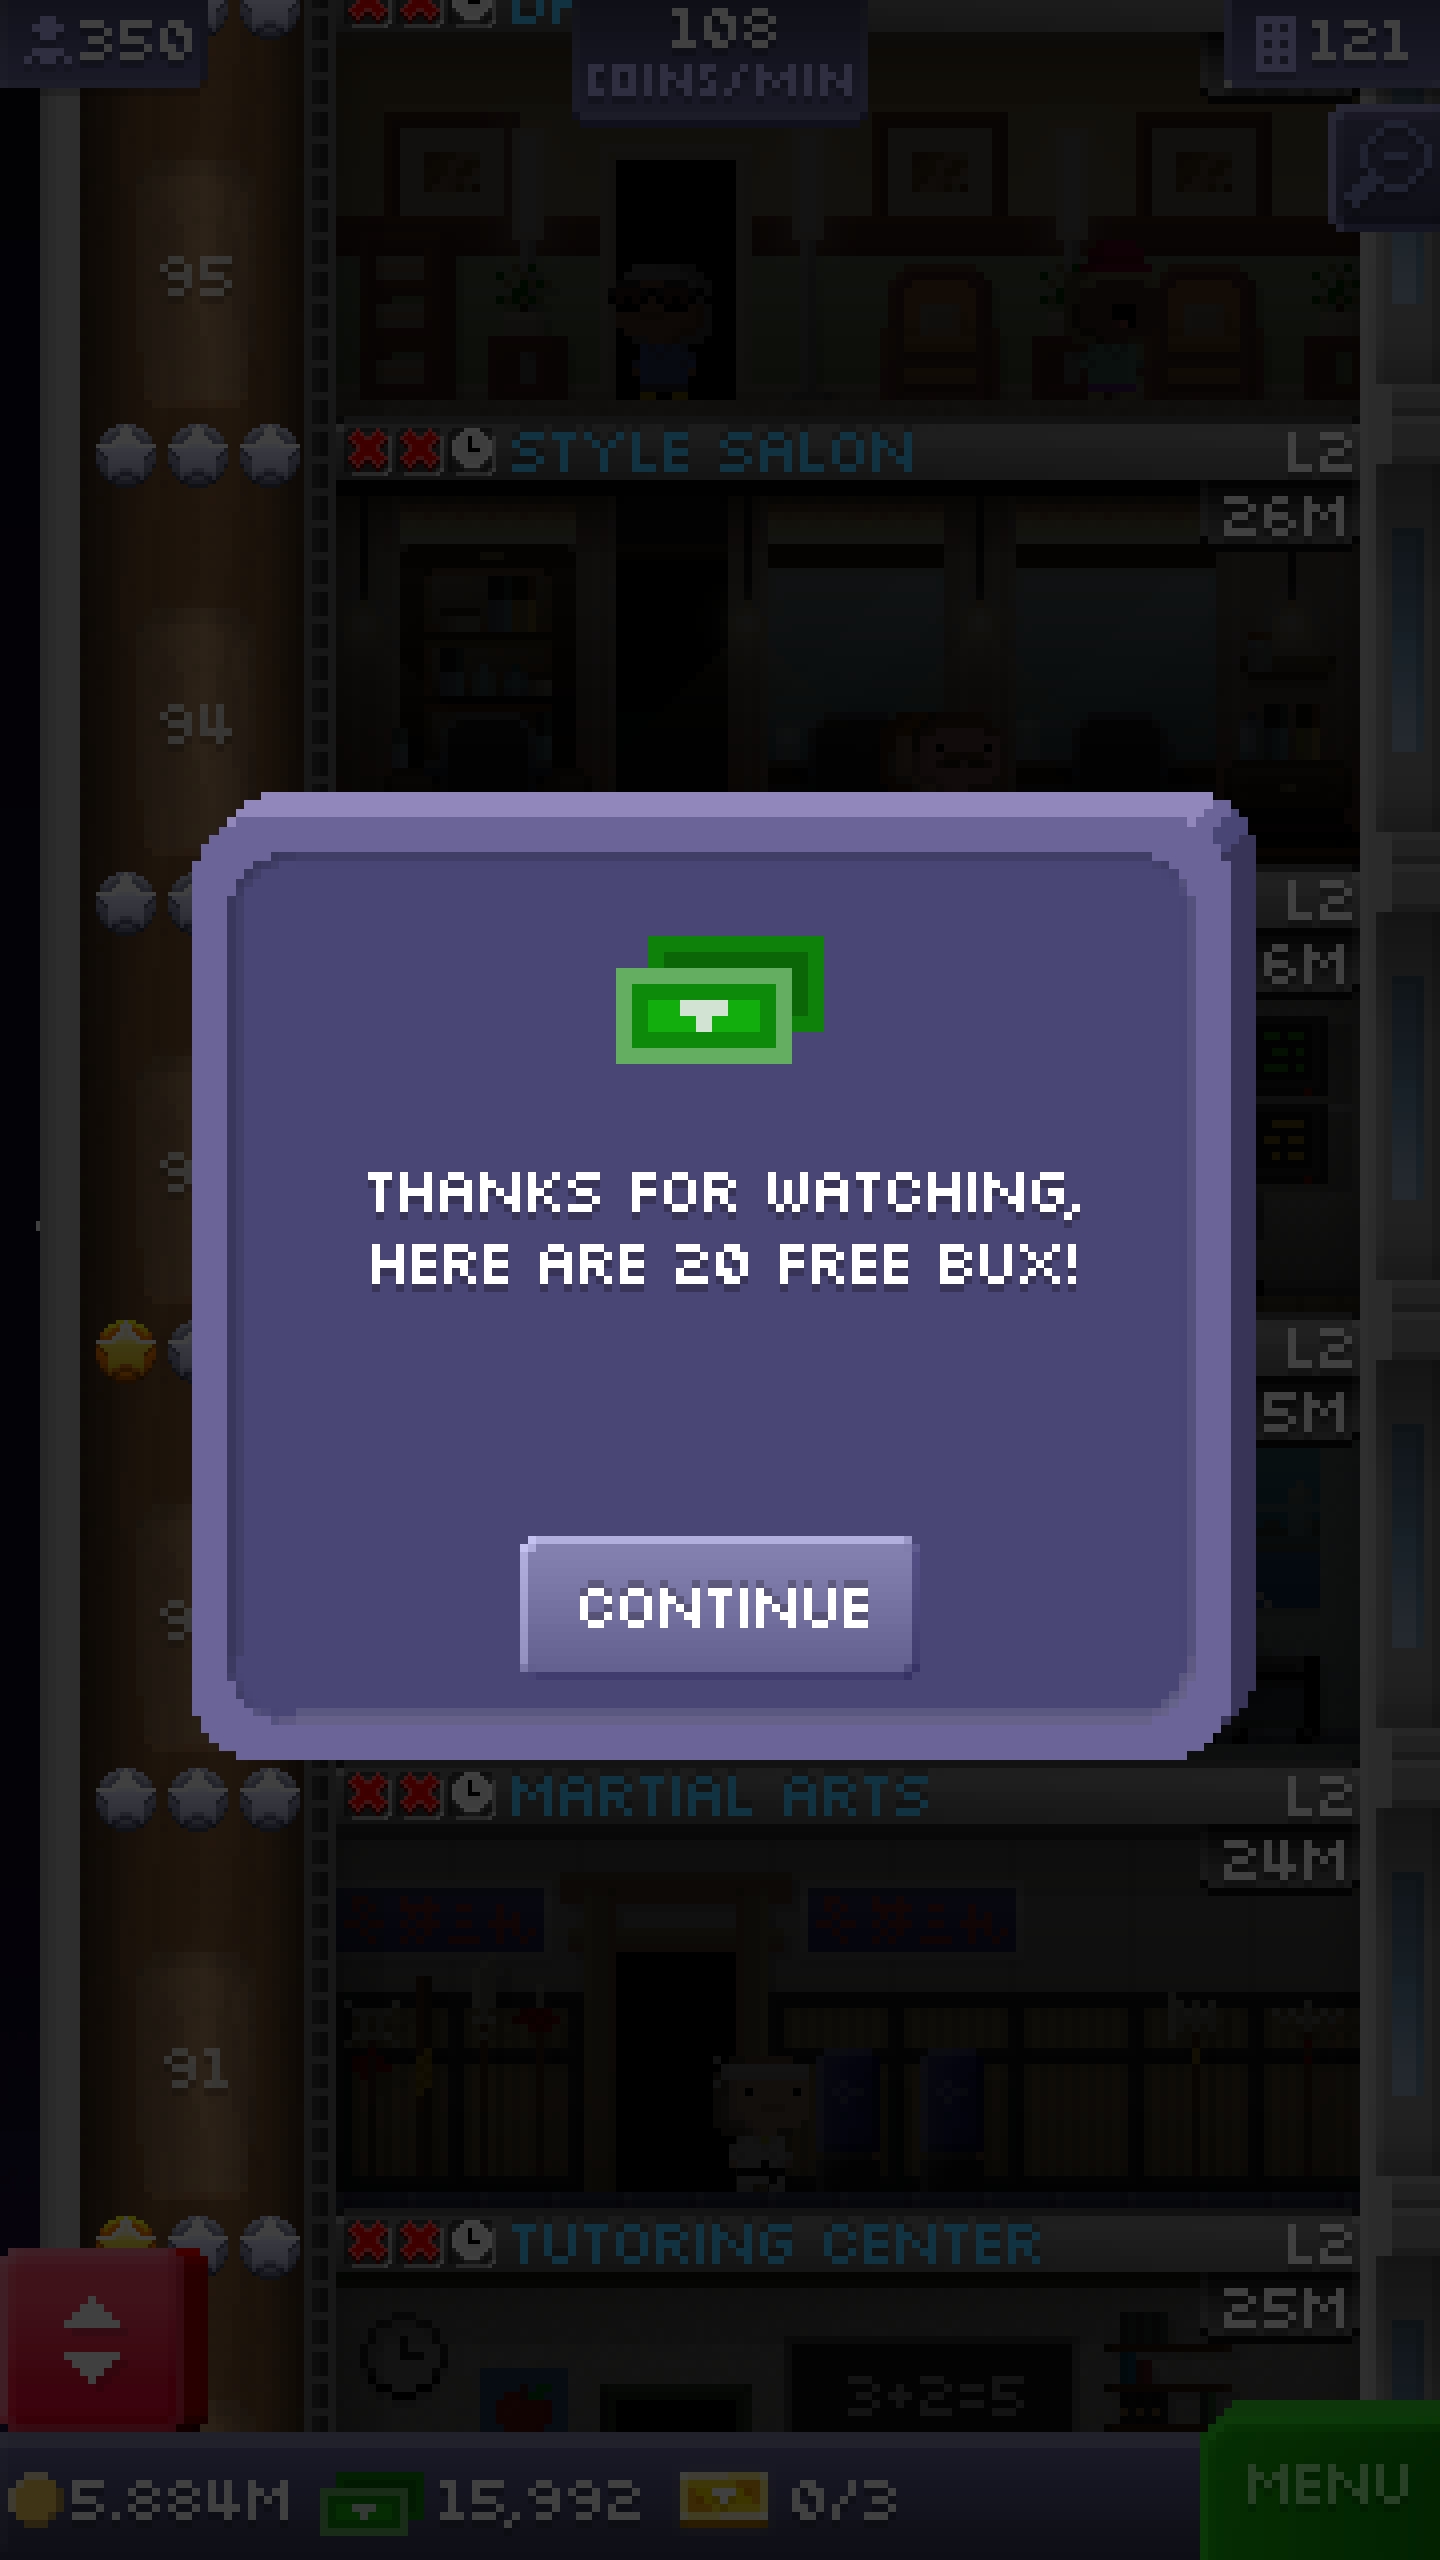 350
108
COINS/MIN
121
95
STYLE SALON
L2
26M
94
L2
6M
THANKS FOR WATCHING,
HERE ARE 20 FREE BUX!
L2
5M
CONTINUE
MARTIAL ARTS
L2
24M
91
TUTORING CENTER
L2
25M
3+2=5
5.884M
15,992
0/3
MENU